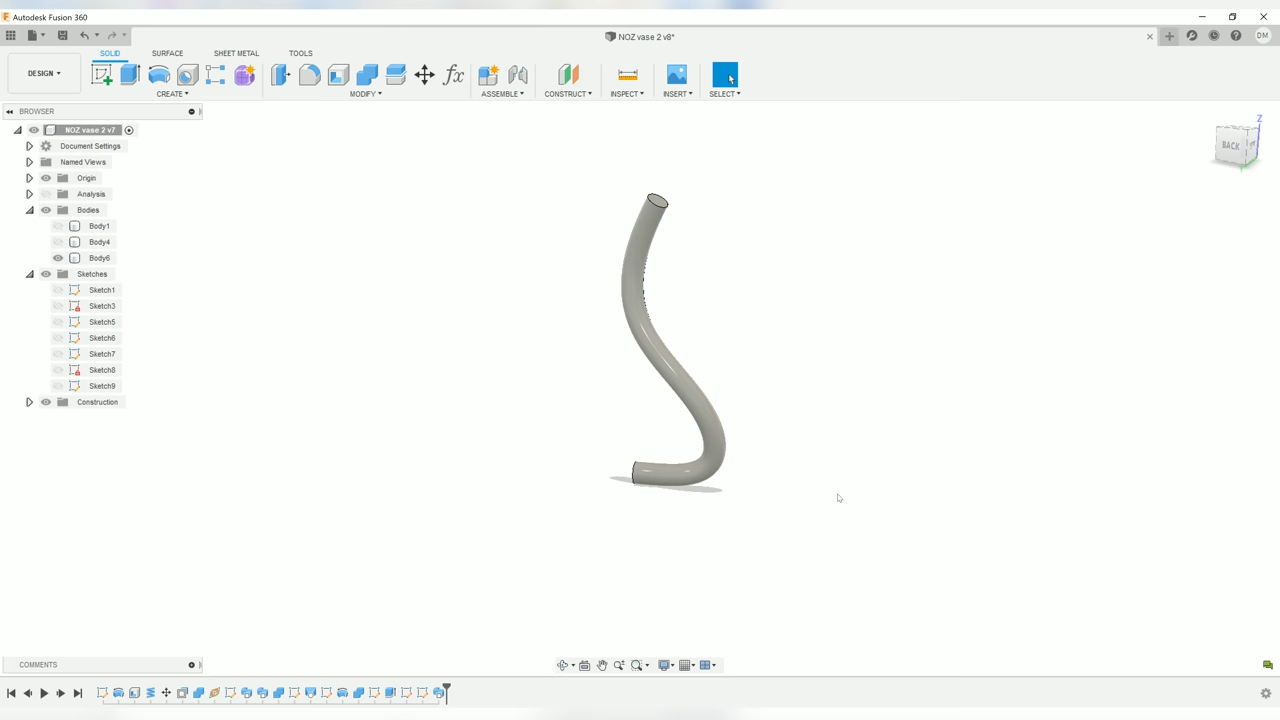 Autodesk Fusion 360
NOZ vase 2 v8*
DM
DESIGN
SOLID SURFACE SHEET METAL TOOLS
CREATE MODIFY ASSEMBLE CONSTRUCT INSPECT INSERT SELECT
BROWSER
NOZ vase 2 v7
Document Settings
Named Views
Origin
Analysis
Bodies
Body1
Body4
Body6
Sketches
Sketch1
Sketch3
Sketch5
Sketch6
Sketch7
Sketch8
Sketch9
Construction
Z
BACK
COMMENTS